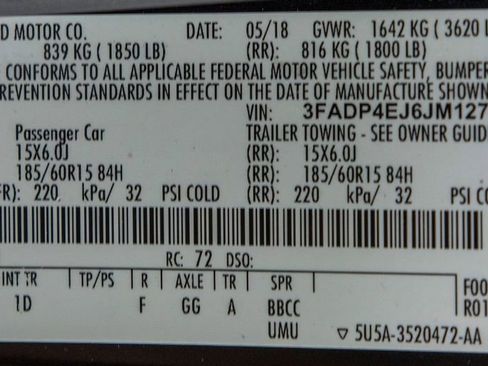 D MOTOR CO. DATE: 05/18 GVWR: 1642 KG ( 3620 L
839 KG ( 1850 LB) (RR): 816 KG ( 1800 LB)
CONFORMS TO ALL APPLICABLE FEDERAL MOTOR VEHICLE SAFETY, BUMPER
REVENTION STANDARDS IN EFFECT ON THE DATE OF MANUFACTURE SHOWN
VIN: 3FADP4EJ6JM127
Passenger Car TRAILER TOWING - SEE OWNER GUID
15X6.0J (RR): 15X6.0J
185/60R15 84H (RR): 185/60R15 84H
FR): 220 kPa/ 32 PSI COLD (RR): 220 kPa/ 32 PSI CO
RC: 72 DSO:
INT TR TP/PS R AXLE TR SPR FOO
1D F GG A BBCC R01
UMU ▽ 5U5A-3520472-AA